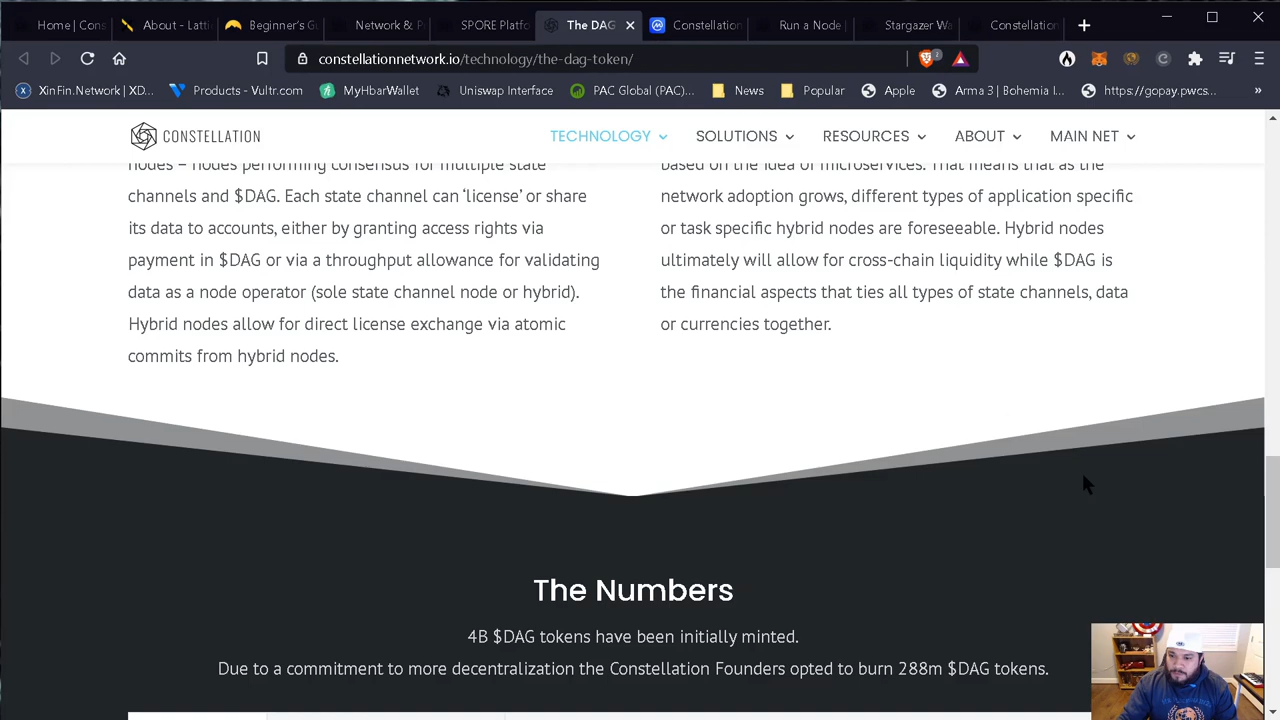 Home | Cons
About - Latti
Beginner's Gu
Network & P
SPORE Platfo
The DAG
Constellation
Run a Node
Stargazer Wa
Constellation
constellationnetwork.io/technology/the-dag-token/
2
XinFin.Network | XD...
Products - Vultr.com
MyHbarWallet
Uniswap Interface
PAC Global (PAC)...
News
Popular
Apple
Arma 3 | Bohemia I...
https://gopay.pwcs...
»
CONSTELLATION
TECHNOLOGY
SOLUTIONS
RESOURCES
ABOUT
MAIN NET
nodes – nodes performing consensus for multiple state
channels and $DAG. Each state channel can ‘license’ or share
its data to accounts, either by granting access rights via
payment in $DAG or via a throughput allowance for validating
data as a node operator (sole state channel node or hybrid).
Hybrid nodes allow for direct license exchange via atomic
commits from hybrid nodes.
based on the idea of microservices. That means that as the
network adoption grows, different types of application specific
or task specific hybrid nodes are foreseeable. Hybrid nodes
ultimately will allow for cross-chain liquidity while $DAG is
the financial aspects that ties all types of state channels, data
or currencies together.
The Numbers
4B $DAG tokens have been initially minted.
Due to a commitment to more decentralization the Constellation Founders opted to burn 288m $DAG tokens.